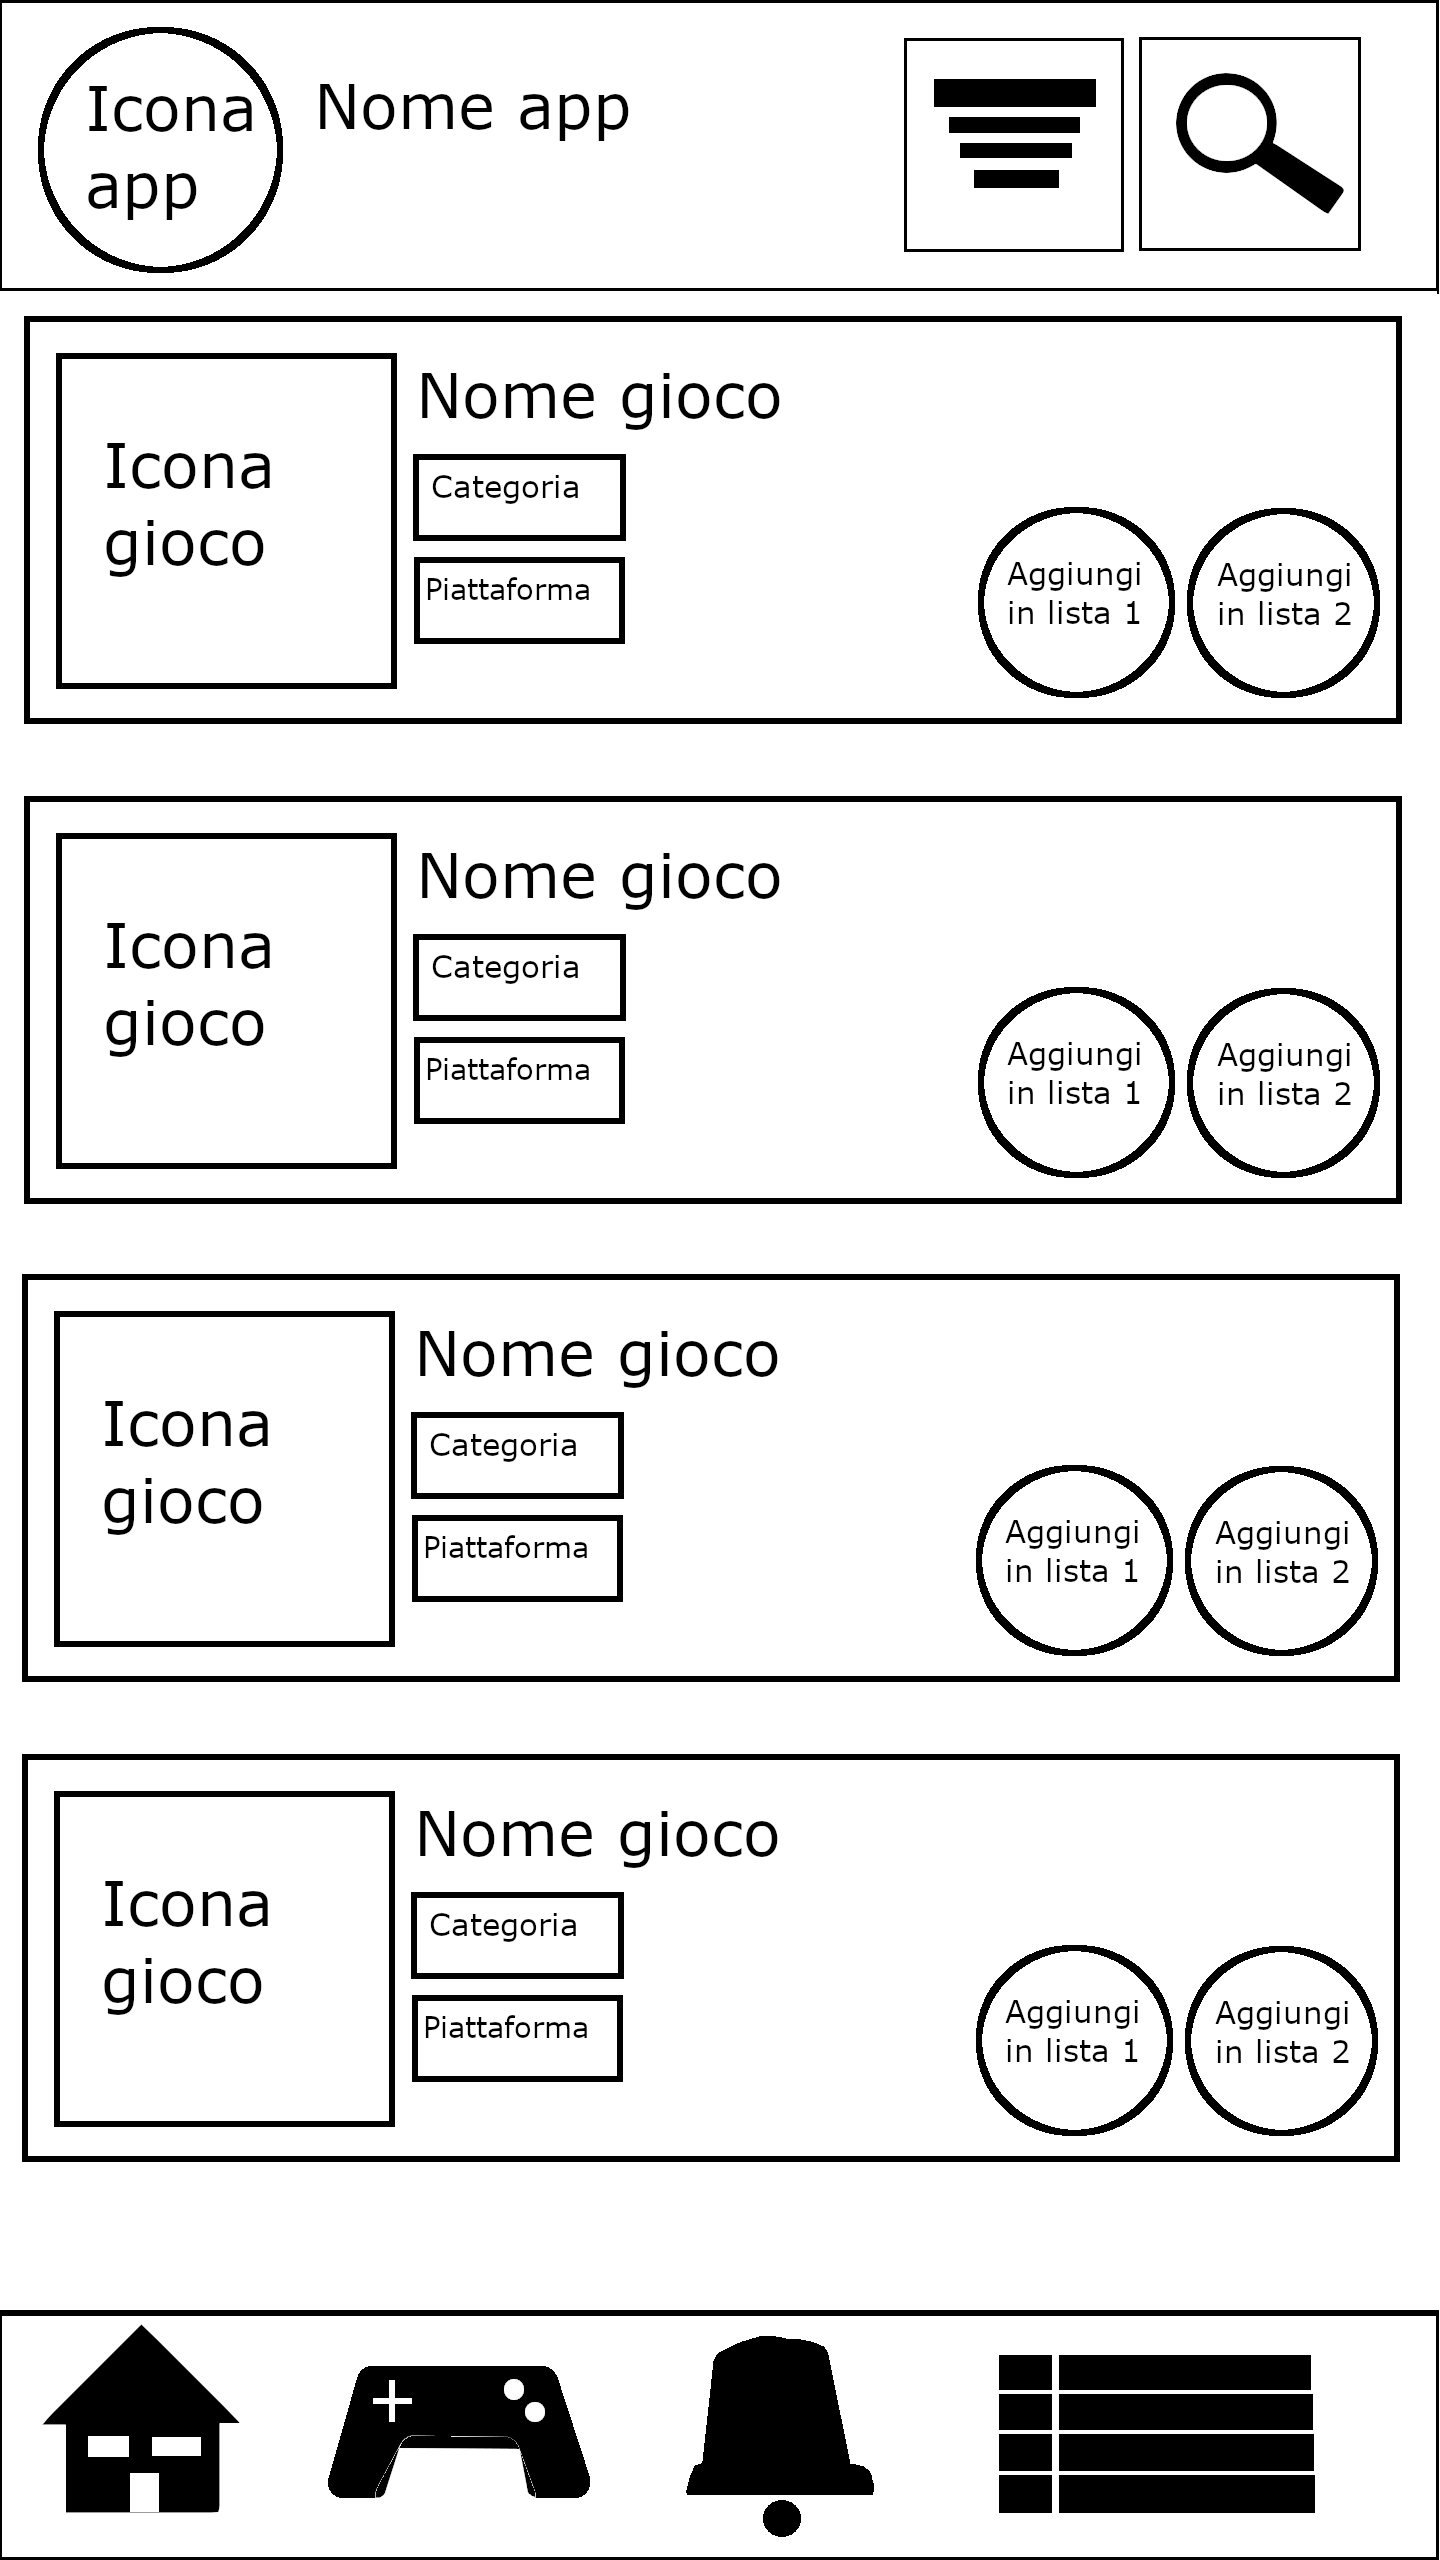 Icona
app
Nome app
Nome gioco
Icona
gioco
Categoria
Piattaforma
Aggiungi
in lista 1
Aggiungi
in lista 2
Nome gioco
Icona
gioco
Categoria
Piattaforma
Aggiungi
in lista 1
Aggiungi
in lista 2
Nome gioco
Icona
gioco
Categoria
Piattaforma
Aggiungi
in lista 1
Aggiungi
in lista 2
Nome gioco
Icona
gioco
Categoria
Piattaforma
Aggiungi
in lista 1
Aggiungi
in lista 2